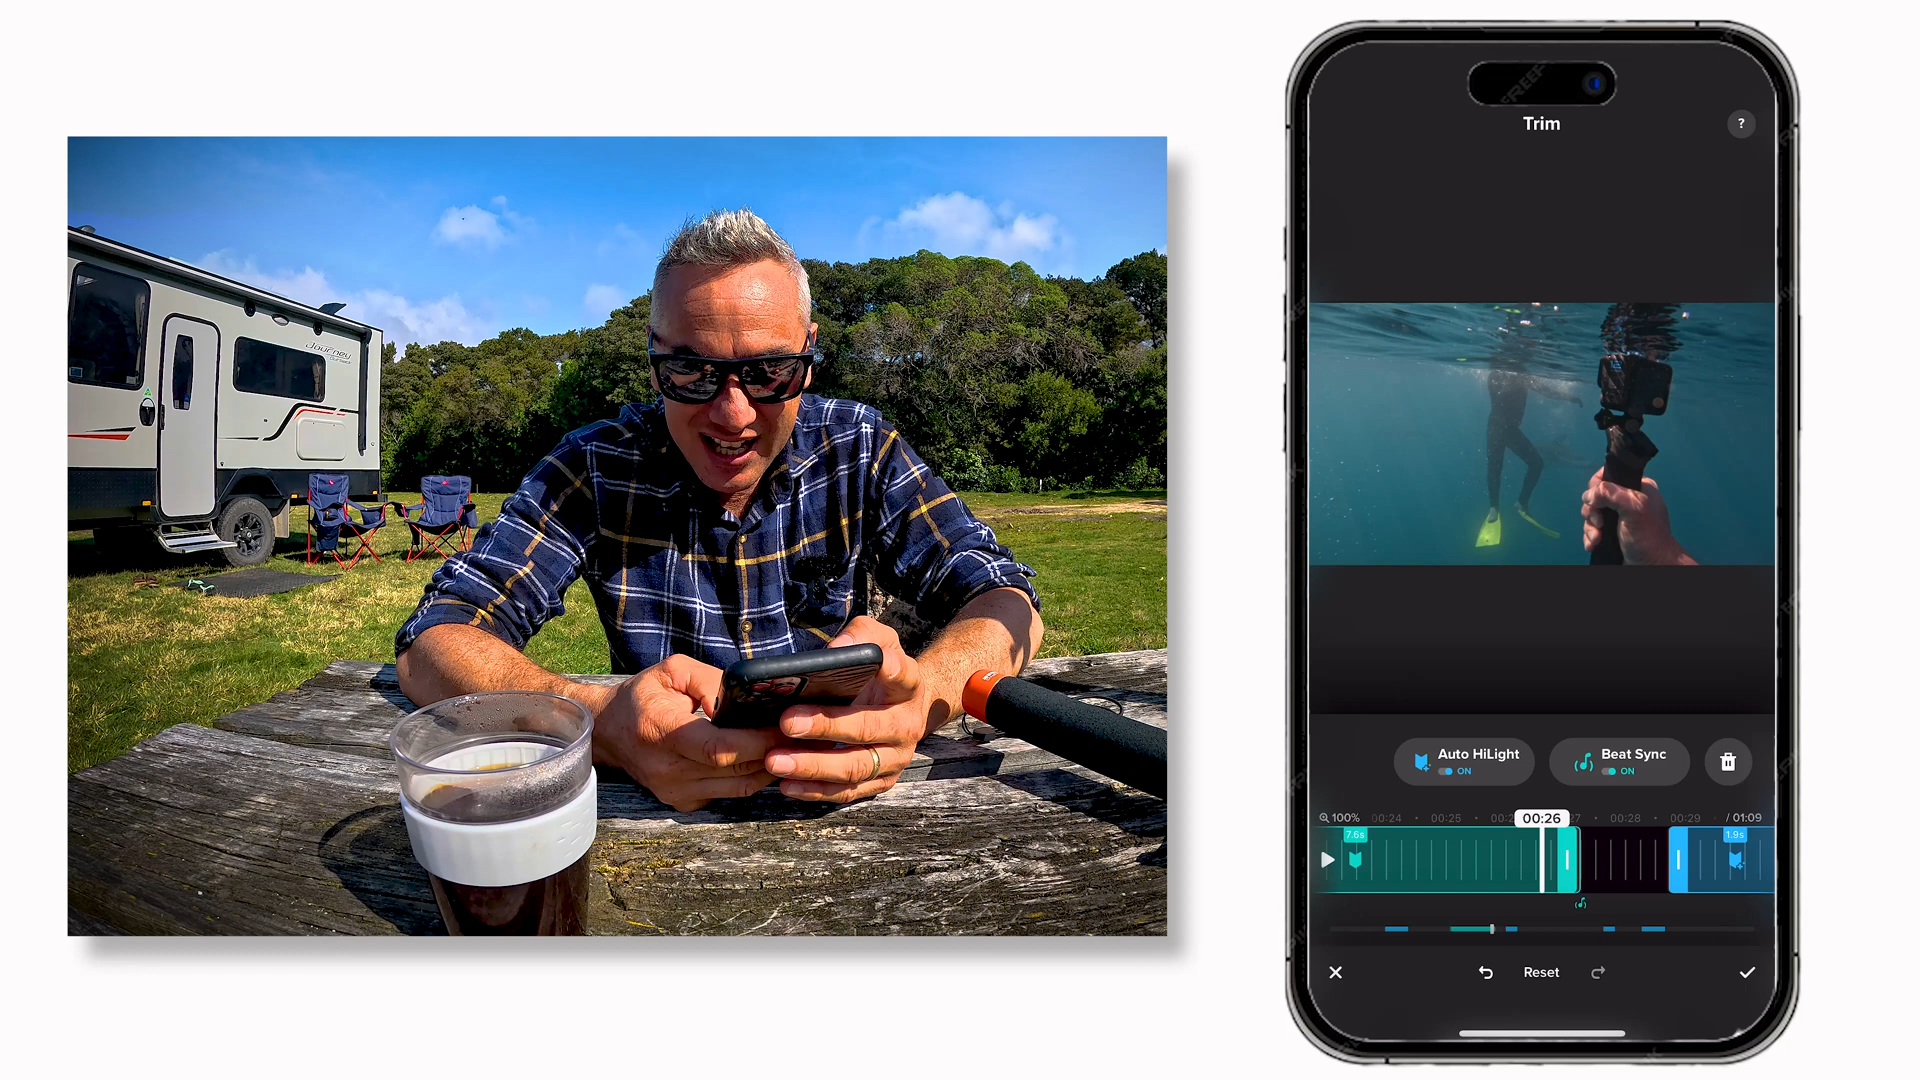 Journey
Trim
?
Auto HiLight
ON
Beat Sync
ON
100%
00:24
00:25
00:26
00:28
00:29
/ 01:09
7.6s
1.9s
Reset